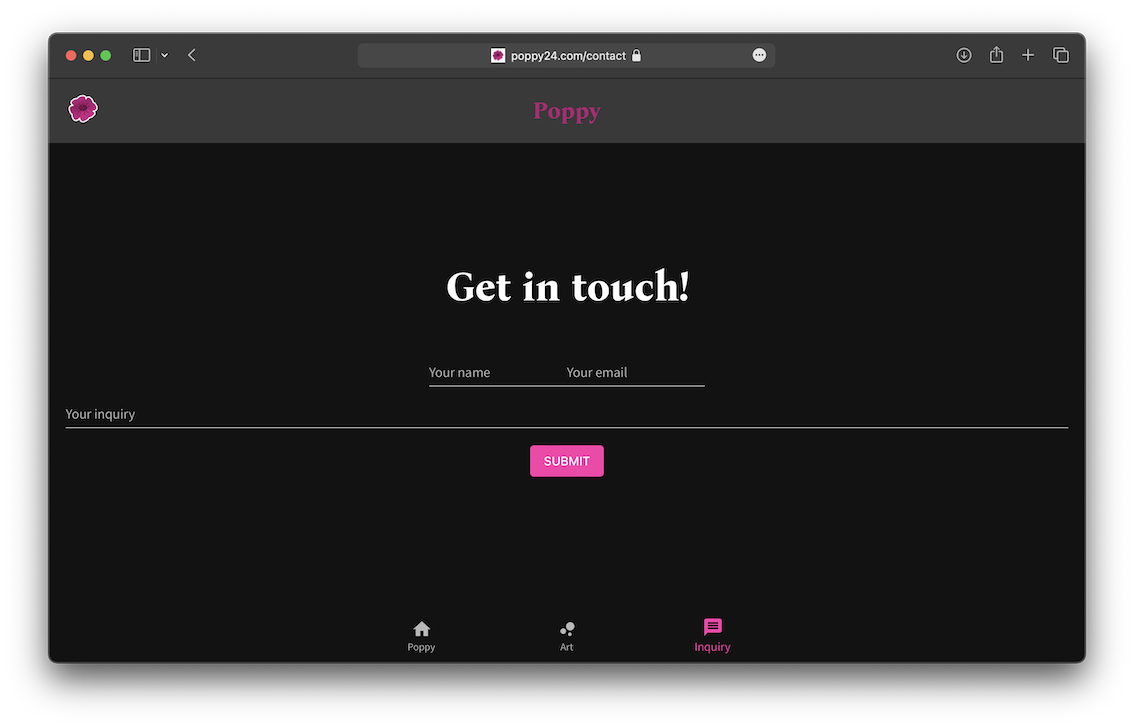 poppy24.com/contact
Poppy
Get in touch!
Your name Your email
Your inquiry
SUBMIT
Poppy Art Inquiry